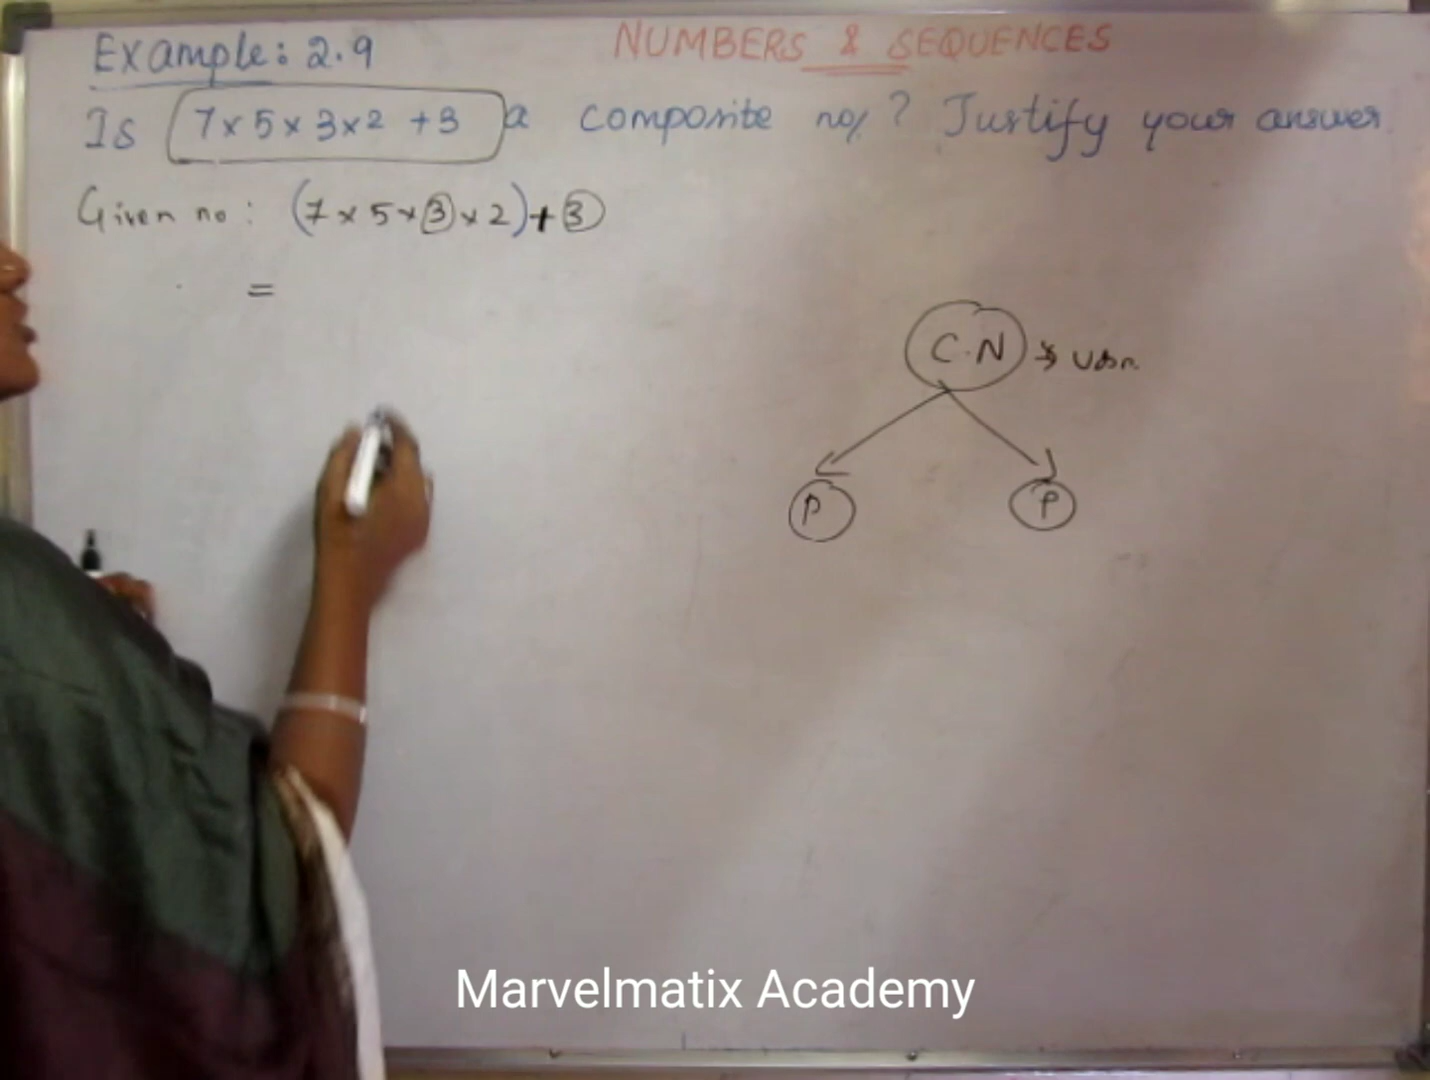 Example: 2.9
NUMBERS & SEQUENCES
Is 7 x 5 x 3 x 2 + 3 a composite no/. ? Justify your answer.
Given no : (7 x 5 x 3 x 2) + 3
=
C.N
P P
Marvelmatix Academy